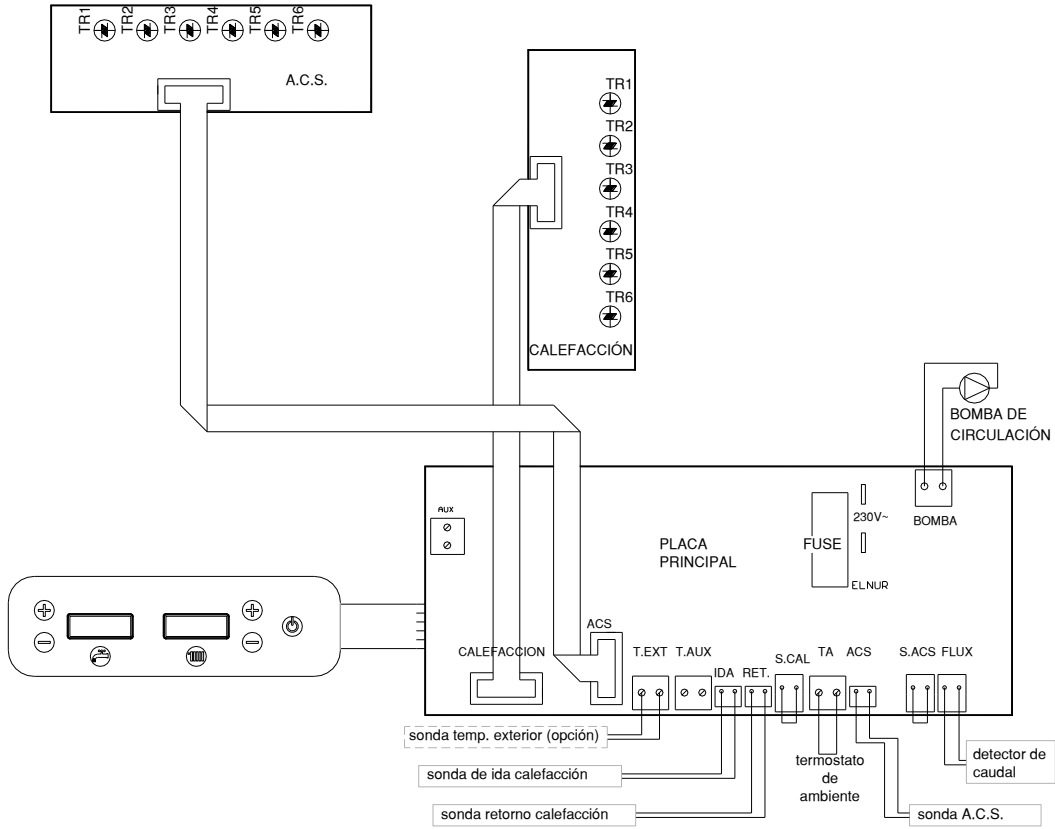 TR1 TR2 TR3 TR4 TR5 TR6
A.C.S.
TR1
TR2
TR3
TR4
TR5
TR6
CALEFACCIÓN
BOMBA DE
CIRCULACIÓN
AUX
PLACA
PRINCIPAL
FUSE
230V~
ELNUR
BOMBA
CALEFACCION
ACS
T.EXT T.AUX
IDA RET.
S.CAL
TA ACS
S.ACS FLUX
sonda temp. exterior (opción)
sonda de ida calefacción
sonda retorno calefacción
termostato
de
ambiente
sonda A.C.S.
detector de
caudal